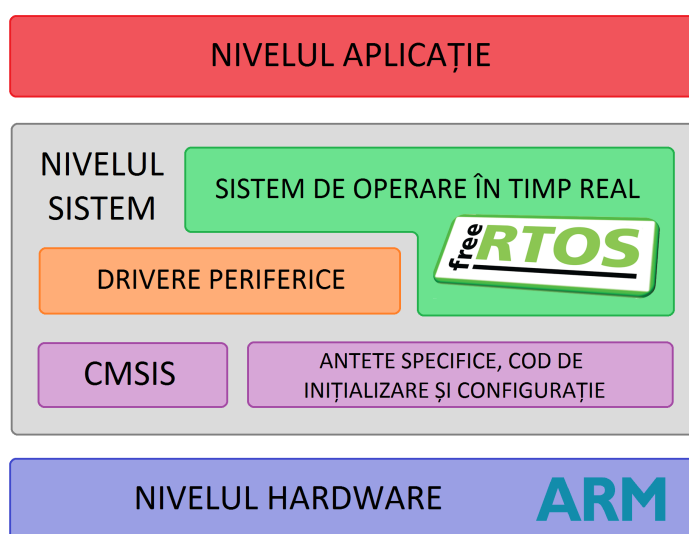 NIVELUL APLICAȚIE
NIVELUL
SISTEM
SISTEM DE OPERARE ÎN TIMP REAL
free RTOS
DRIVERE PERIFERICE
CMSIS
ANTETE SPECIFICE, COD DE
INIȚIALIZARE ȘI CONFIGURAȚIE
NIVELUL HARDWARE
ARM